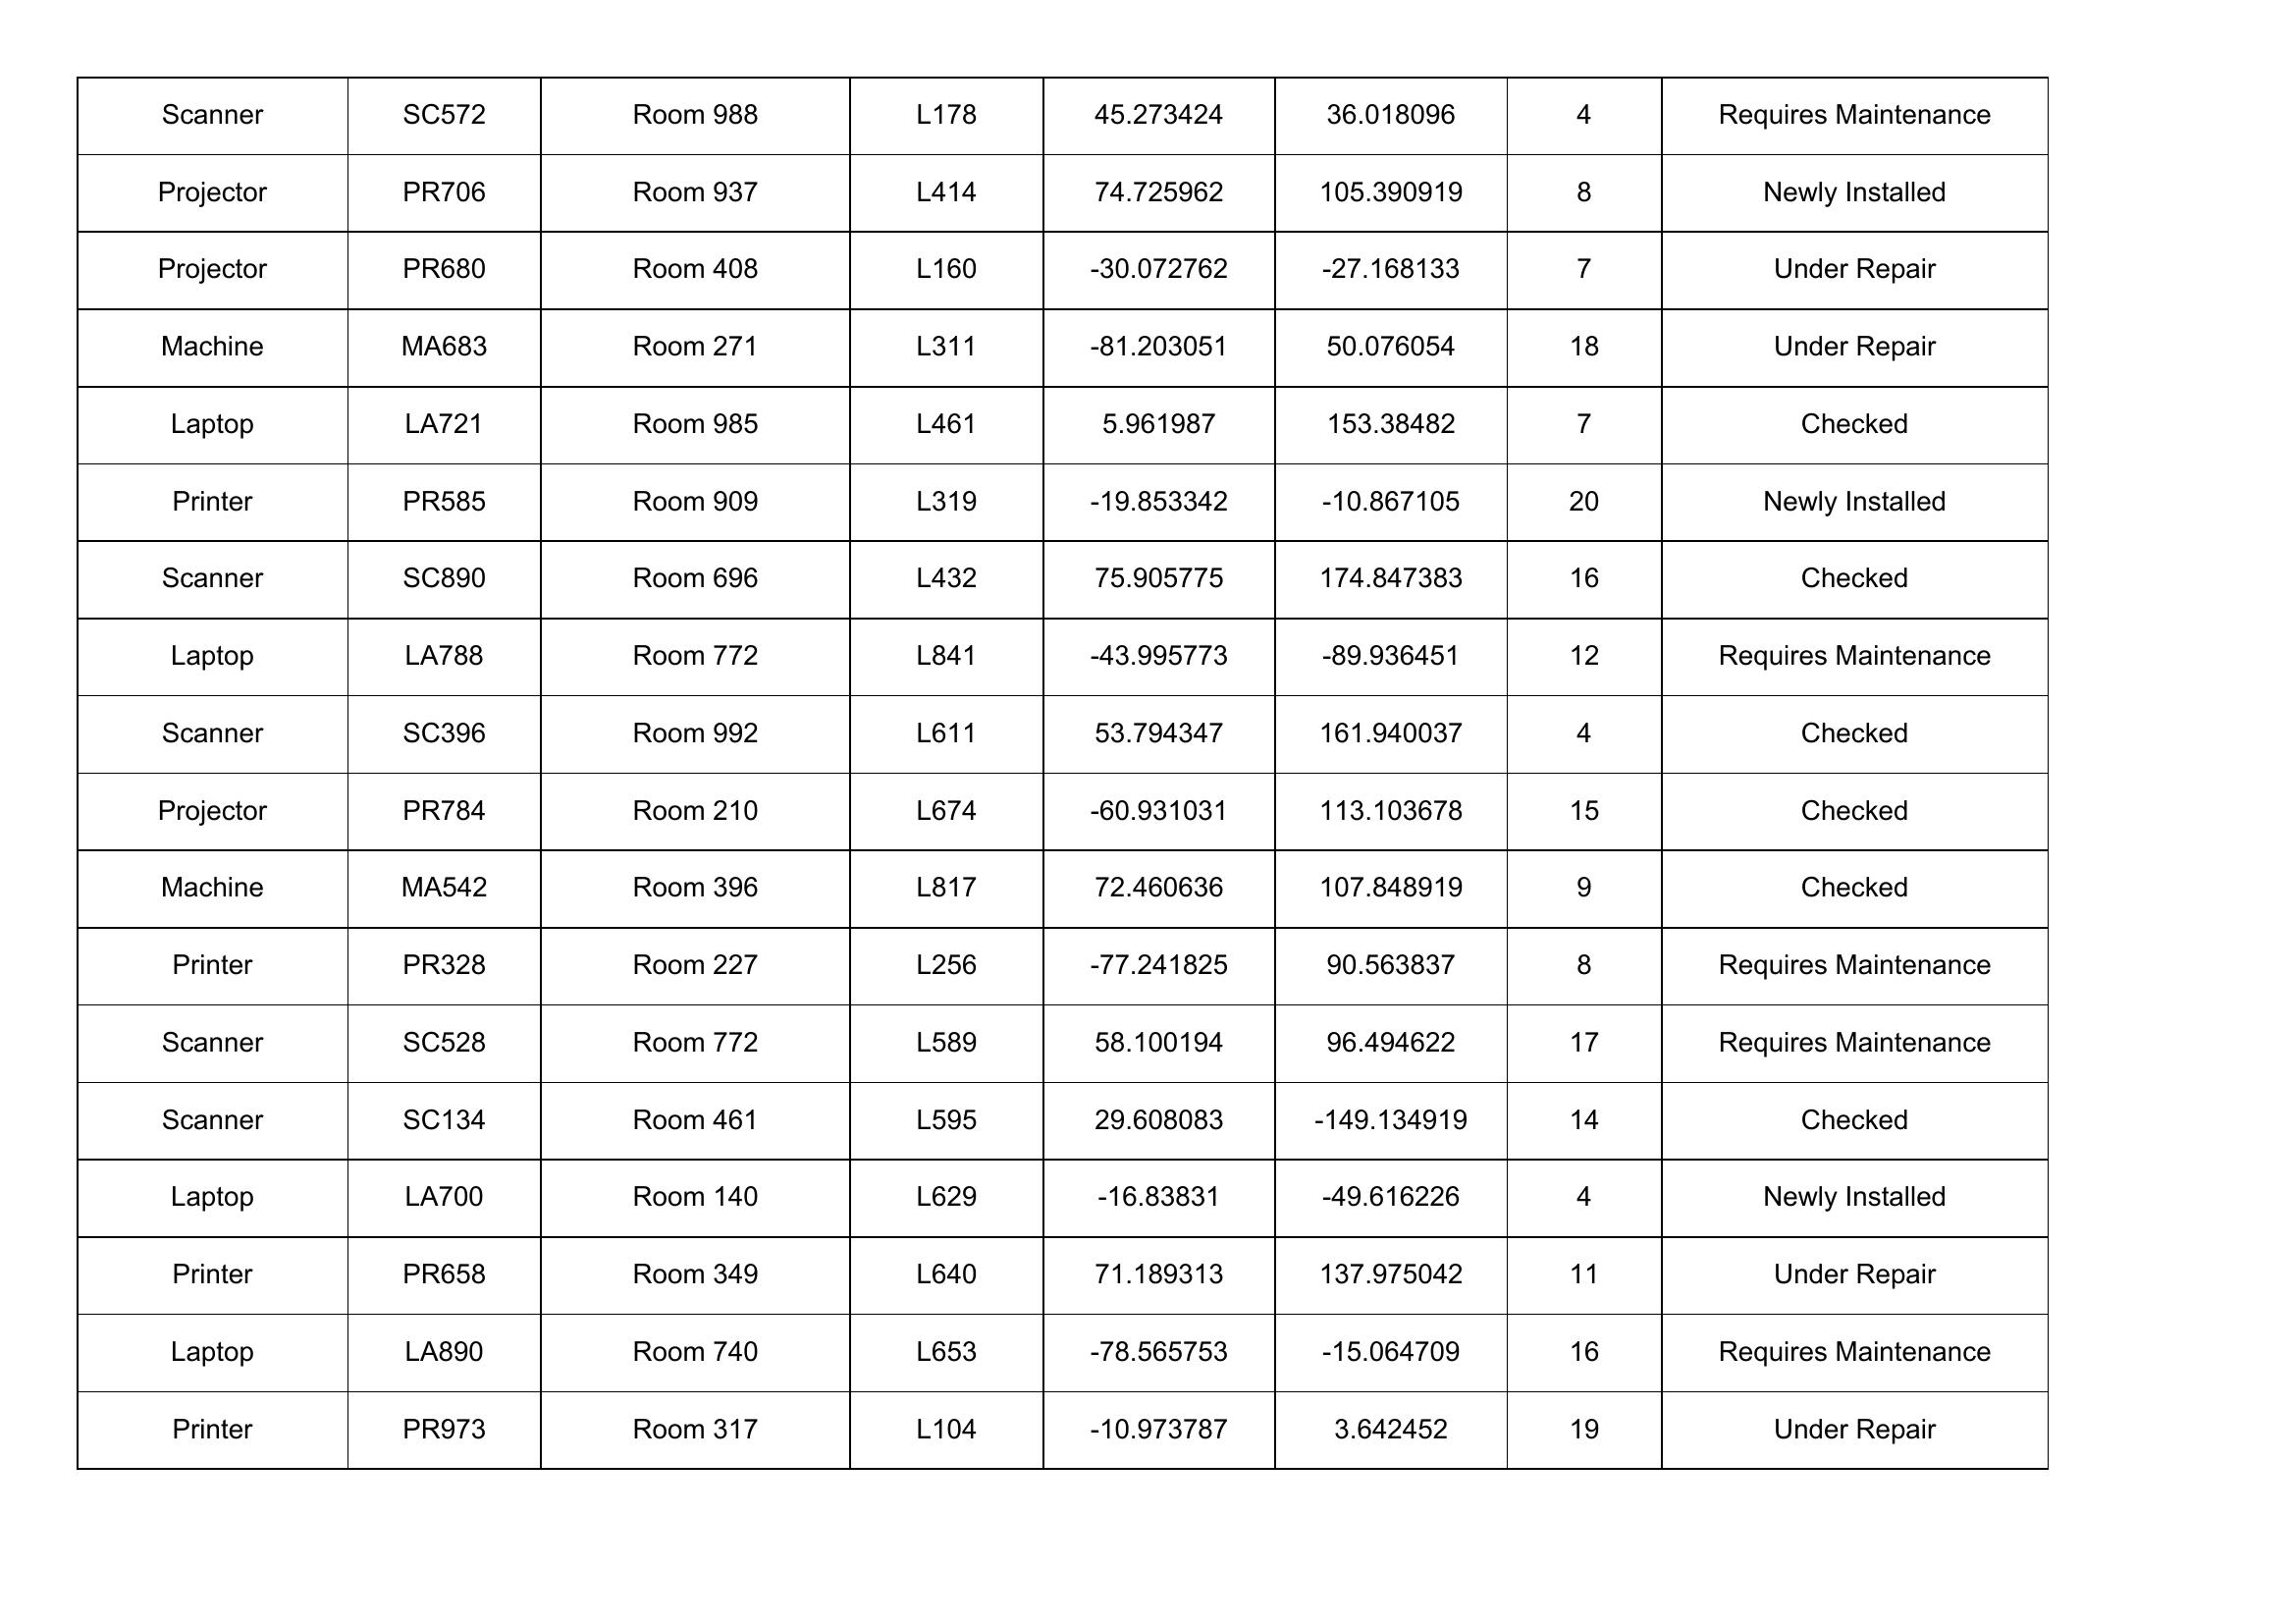 Scanner SC572 Room 988 L178 45.273424 36.018096 4 Requires Maintenance
Projector PR706 Room 937 L414 74.725962 105.390919 8 Newly Installed
Projector PR680 Room 408 L160 -30.072762 -27.168133 7 Under Repair
Machine MA683 Room 271 L311 -81.203051 50.076054 18 Under Repair
Laptop LA721 Room 985 L461 5.961987 153.38482 7 Checked
Printer PR585 Room 909 L319 -19.853342 -10.867105 20 Newly Installed
Scanner SC890 Room 696 L432 75.905775 174.847383 16 Checked
Laptop LA788 Room 772 L841 -43.995773 -89.936451 12 Requires Maintenance
Scanner SC396 Room 992 L611 53.794347 161.940037 4 Checked
Projector PR784 Room 210 L674 -60.931031 113.103678 15 Checked
Machine MA542 Room 396 L817 72.460636 107.848919 9 Checked
Printer PR328 Room 227 L256 -77.241825 90.563837 8 Requires Maintenance
Scanner SC528 Room 772 L589 58.100194 96.494622 17 Requires Maintenance
Scanner SC134 Room 461 L595 29.608083 -149.134919 14 Checked
Laptop LA700 Room 140 L629 -16.83831 -49.616226 4 Newly Installed
Printer PR658 Room 349 L640 71.189313 137.975042 11 Under Repair
Laptop LA890 Room 740 L653 -78.565753 -15.064709 16 Requires Maintenance
Printer PR973 Room 317 L104 -10.973787 3.642452 19 Under Repair